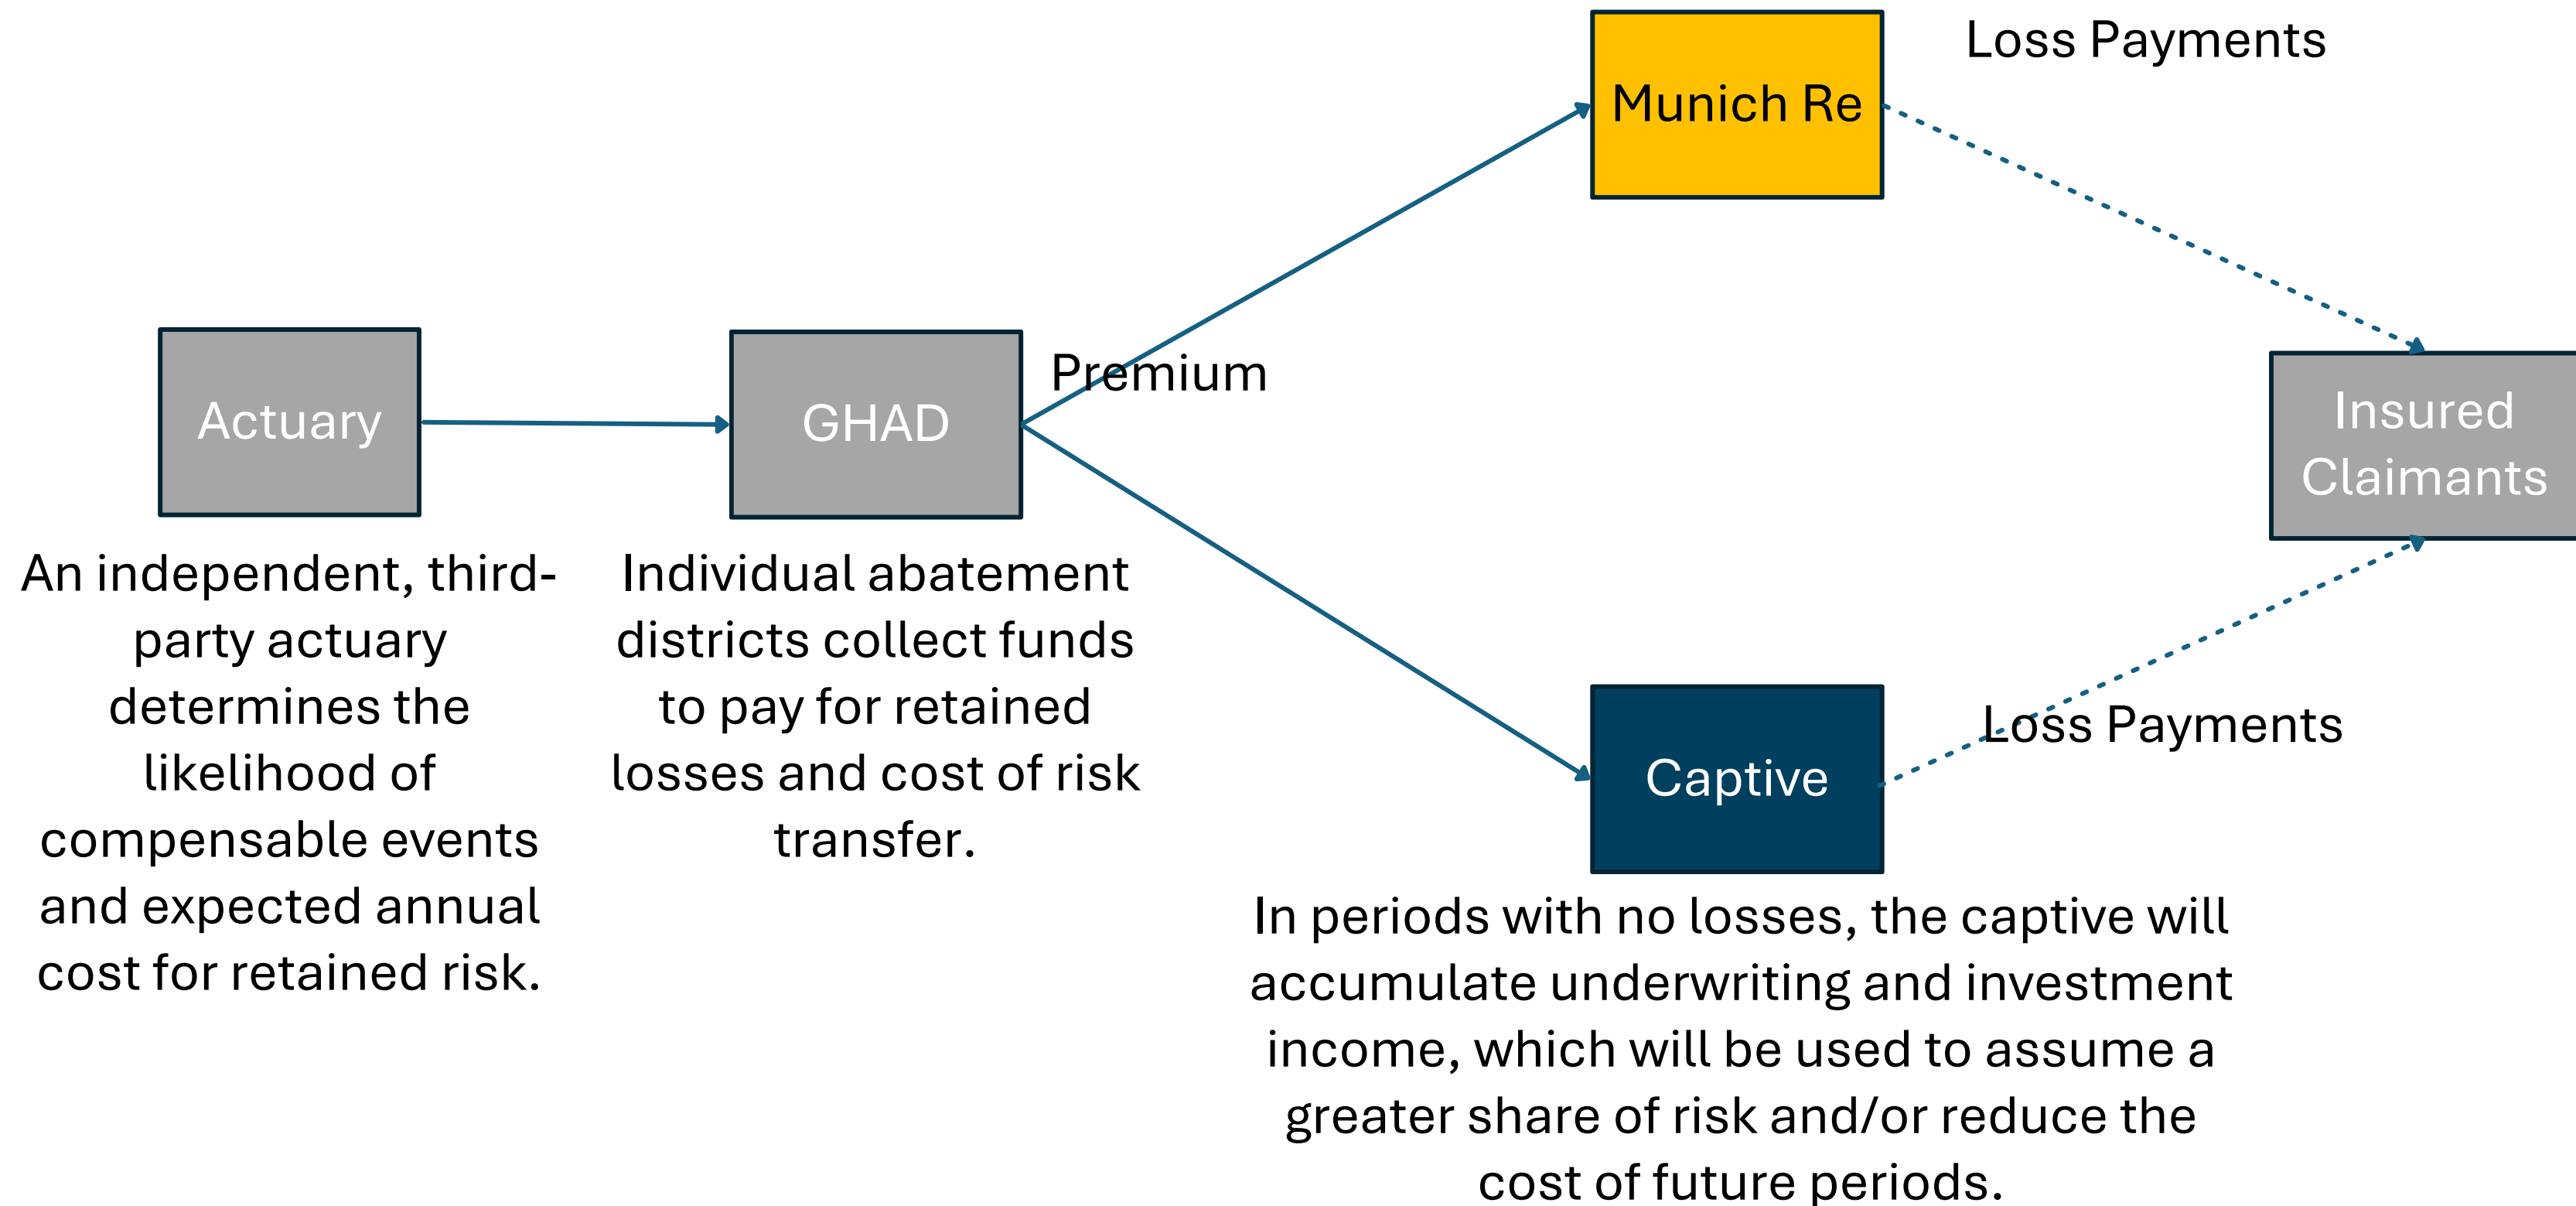 Loss Payments
Munich Re
Premium
Actuary
GHAD
Insured
Claimants
An independent, third-
party actuary
determines the
likelihood of
compensable events
and expected annual
cost for retained risk.
Individual abatement
districts collect funds
to pay for retained
losses and cost of risk
transfer.
Loss Payments
Captive
In periods with no losses, the captive will
accumulate underwriting and investment
income, which will be used to assume a
greater share of risk and/or reduce the
cost of future periods.